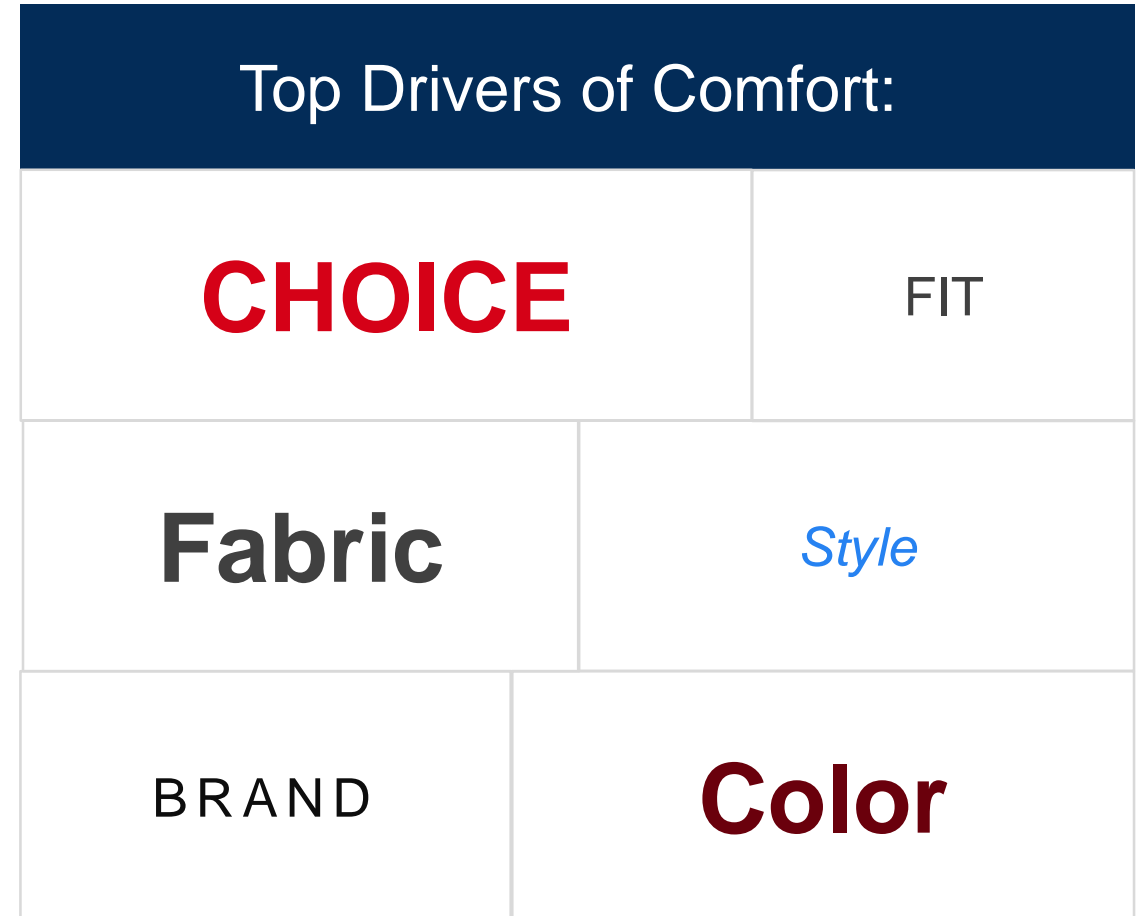 Top Drivers of Comfort:
CHOICE
FIT
Fabric
Style
BRAND
Color